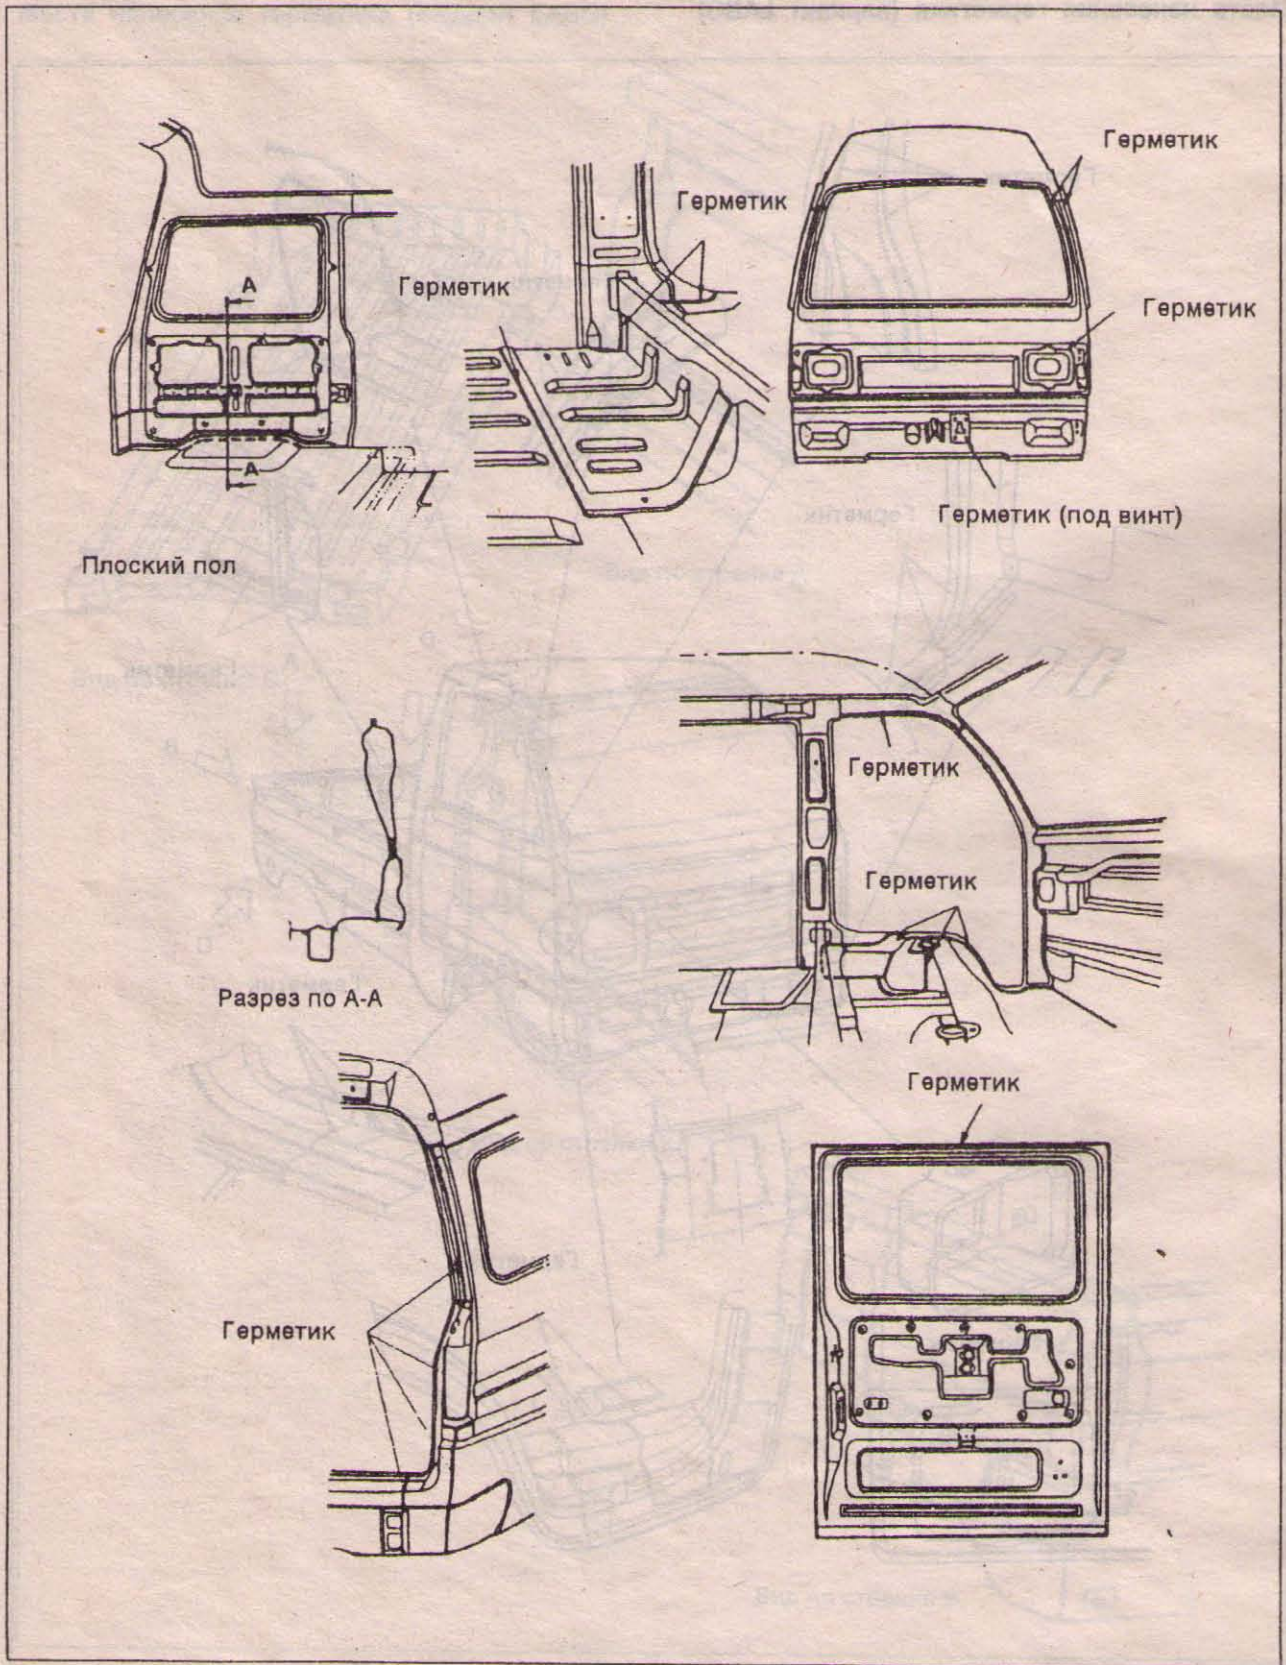 Герметик
Герметик
Герметик
А
Герметик
А
Герметик (под винт)
Плоский пол
Герметик
Герметик
Разрез по А-А
Герметик
Герметик